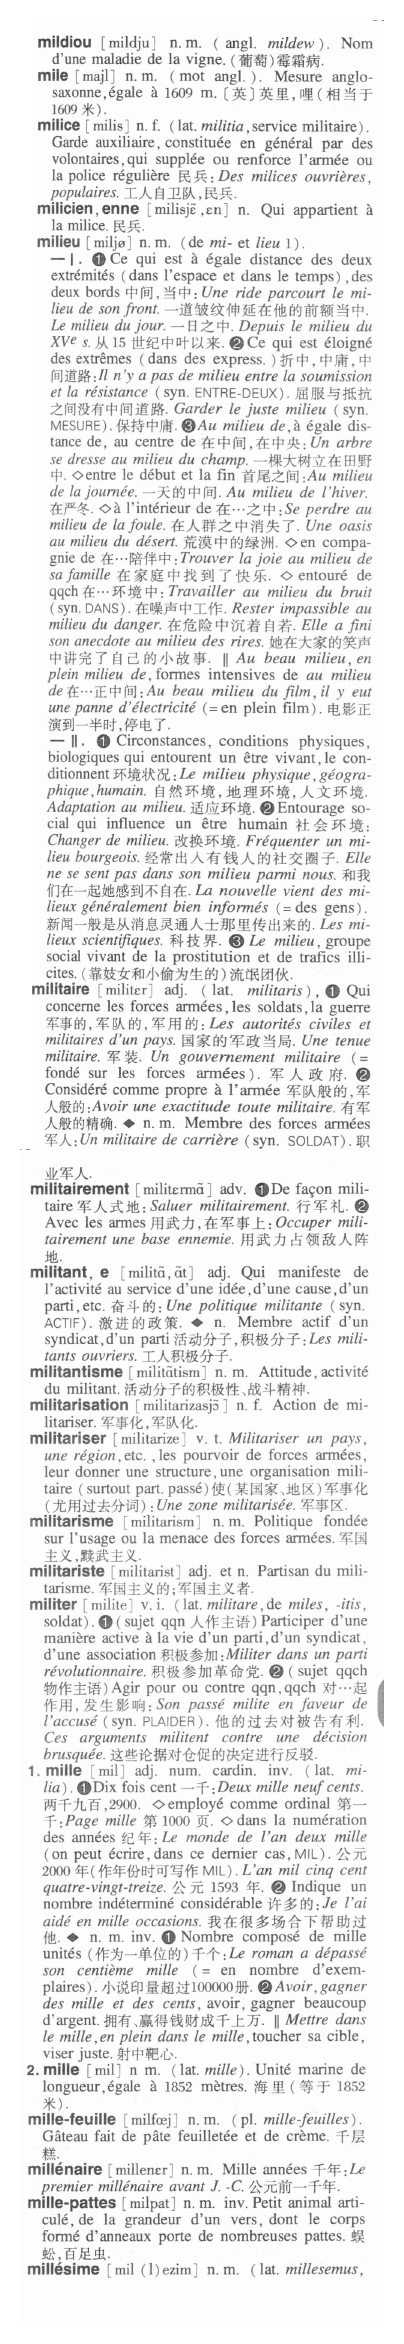 mildiou [mildju] n.m. (angl. mildew). Nom
d'une maladie de la vigne. (葡萄)霉霜病.
mile [majl] n.m. (mot angl.). Mesure anglo-
saxonne,égale à 1609 m. [英]英里,哩(相当于
1609 米).
milice [milis] n.f. (lat. militia,service militaire).
Garde auxiliaire, constituée en général par des
volontaires,qui supplée ou renforce l'armée ou
la police régulière 民兵:Des milices ouvrières,
populaires. 工人自卫队,民兵.
milicien,enne [milisjɛ̃,ɛn] n. Qui appartient à
la milice. 民兵.
milieu [miljø] n.m. (de mi- et lieu 1).
— I. ❶Ce qui est à égale distance des deux
extrémités (dans l'espace et dans le temps),des
deux bords 中间,当中:Une ride parcourt le mi-
lieu de son front. 一道皱纹伸延在他的前额当中.
Le milieu du jour. 一日之中. Depuis le milieu du
XVe s. 从 15 世纪中叶以来. ❷Ce qui est éloigné
des extrêmes (dans des express.)折中,中庸,中
间道路:Il n'y a pas de milieu entre la soumission
et la résistance (syn. ENTRE-DEUX). 屈服与抵抗
之间没有中间道路. Garder le juste milieu (syn.
MESURE). 保持中庸. ❸Au milieu de,à égale dis-
tance de, au centre de 在中间,在中央:Un arbre
se dresse au milieu du champ. 一棵大树立在田野
中. ◇entre le début et la fin 首尾之间:Au milieu
de la journée. 一天的中间. Au milieu de l'hiver.
在严冬. ◇à l'intérieur de 在…之中:Se perdre au
milieu de la foule. 在人群之中消失了. Une oasis
au milieu du désert. 荒漠中的绿洲. ◇en compa-
gnie de 在…陪伴中:Trouver la joie au milieu de
sa famille 在家庭中找到了快乐. ◇ entouré de
qqch 在…环境中: Travailler au milieu du bruit
(syn. DANS). 在噪声中工作. Rester impassible au
milieu du danger. 在危险中沉着自若. Elle a fini
son anecdote au milieu des rires. 她在大家的笑声
中讲完了自己的小故事. ‖ Au beau milieu, en
plein milieu de,formes intensives de au milieu
de 在…正中间:Au beau milieu du film,il y eut
une panne d'électricité (=en plein film). 电影正
演到一半时,停电了.
— II. ❶ Circonstances, conditions physiques,
biologiques qui entourent un être vivant,le con-
ditionnent 环境状况:Le milieu physique,géogra-
phique,humain. 自然环境, 地理环境, 人文环境.
Adaptation au milieu. 适应环境. ❷Entourage so-
cial qui influence un être humain 社会环境:
Changer de milieu. 改换环境. Fréquenter un mi-
lieu bourgeois. 经常出入有钱人的社交圈子. Elle
ne se sent pas dans son milieu parmi nous. 和我
们在一起她感到不自在. La nouvelle vient des mi-
lieux généralement bien informés (=des gens).
新闻一般是从消息灵通人士那里传出来的. Les mi-
lieux scientifiques. 科技界. ❸ Le milieu, groupe
social vivant de la prostitution et de trafics illi-
cites. (靠妓女和小偷为生的)流氓团伙.
militaire [militer] adj. (lat. militaris), ❶ Qui
concerne les forces armées,les soldats,la guerre
军事的,军队的,军用的: Les autorités civiles et
militaires d'un pays. 国家的军政当局. Une tenue
militaire. 军装. Un gouvernement militaire (=
fondé sur les forces armées). 军人政府. ❷
Considéré comme propre à l'armée 军队般的,军
人般的:Avoir une exactitude toute militaire. 有军
人般的精确. ◆ n.m. Membre des forces armées
军人:Un militaire de carrière (syn. SOLDAT). 职
业军人.
militairement [militɛrmɑ̃] adv. ❶De façon mili-
taire 军人式地: Saluer militairement. 行军礼. ❷
Avec les armes 用武力,在军事上: Occuper mili-
tairement une base ennemie. 用武力占领敌人阵
地.
militant, e [militɑ̃,ɑ̃t] adj. Qui manifeste de
l'activité au service d'une idée,d'une cause,d'un
parti,etc. 奋斗的: Une politique militante (syn.
ACTIF). 激进的政策. ◆ n. Membre actif d'un
syndicat,d'un parti 活动分子,积极分子:Les mili-
tants ouvriers. 工人积极分子.
militantisme [militɑ̃tism] n.m. Attitude,activité
du militant. 活动分子的积极性、战斗精神.
militarisation [militarizasjɔ̃] n.f. Action de mi-
litariser. 军事化,军队化.
militariser [militarize] v.t. Militariser un pays,
une région,etc.,les pourvoir de forces armées,
leur donner une structure,une organisation mili-
taire (surtout part. passé)使(某国家、地区)军事化
(尤用过去分词):Une zone militarisée. 军事区.
militarisme [militarism] n.m. Politique fondée
sur l'usage ou la menace des forces armées. 军国
主义,黩武主义.
militariste [militarist] adj. et n. Partisan du mili-
tarisme. 军国主义的;军国主义者.
militer [milite] v.i. (lat. militare,de miles, -itis,
soldat). ❶(sujet qqn 人作主语) Participer d'une
manière active à la vie d'un parti,d'un syndicat,
d'une association 积极参加:Militer dans un parti
révolutionnaire. 积极参加革命党. ❷ (sujet qqch
物作主语) Agir pour ou contre qqn,qqch 对…起
作用,发生影响: Son passé milite en faveur de
l'accusé (syn. PLAIDER). 他的过去对被告有利.
Ces arguments militent contre une décision
brusquée. 这些论据对仓促的决定进行反驳.
1. mille [mil] adj. num. cardin. inv. (lat. mi-
lia). ❶Dix fois cent 一千:Deux mille neuf cents.
两千九百,2900. ◇employé comme ordinal 第一
千:Page mille 第 1000 页. ◇dans la numération
des années 纪年: Le monde de l'an deux mille
(on peut écrire,dans ce dernier cas,MIL). 公元
2000 年(作年份时可写作 MIL). L'an mil cinq cent
quatre-vingt-treize. 公元 1593 年. ❷ Indique un
nombre indéterminé considérable 许多的:Je l'ai
aidé en mille occasions. 我在很多场合下帮助过
他. ◆ n.m. inv. ❶ Nombre composé de mille
unités (作为一单位的)千个:Le roman a dépassé
son centième mille (= en nombre d'exem-
plaires). 小说印量超过100000册. ❷Avoir,gagner
des mille et des cents, avoir, gagner beaucoup
d'argent. 拥有、赢得钱财成千上万. ‖ Mettre dans
le mille,en plein dans le mille,toucher sa cible,
viser juste. 射中靶心.
2. mille [mil] n m. (lat. mille). Unité marine de
longueur,égale à 1852 mètres. 海里(等于 1852
米).
mille-feuille [milfœj] n.m. (pl. mille-feuilles).
Gâteau fait de pâte feuilletée et de crème. 千层
糕.
millénaire [millenɛr] n.m. Mille années 千年:Le
premier millénaire avant J.-C. 公元前一千年.
mille-pattes [milpat] n.m. inv. Petit animal arti-
culé, de la grandeur d'un vers, dont le corps
formé d'anneaux porte de nombreuses pattes. 蜈
蚣,百足虫.
millésime [mil(l)ezim] n.m. (lat. millesemus,